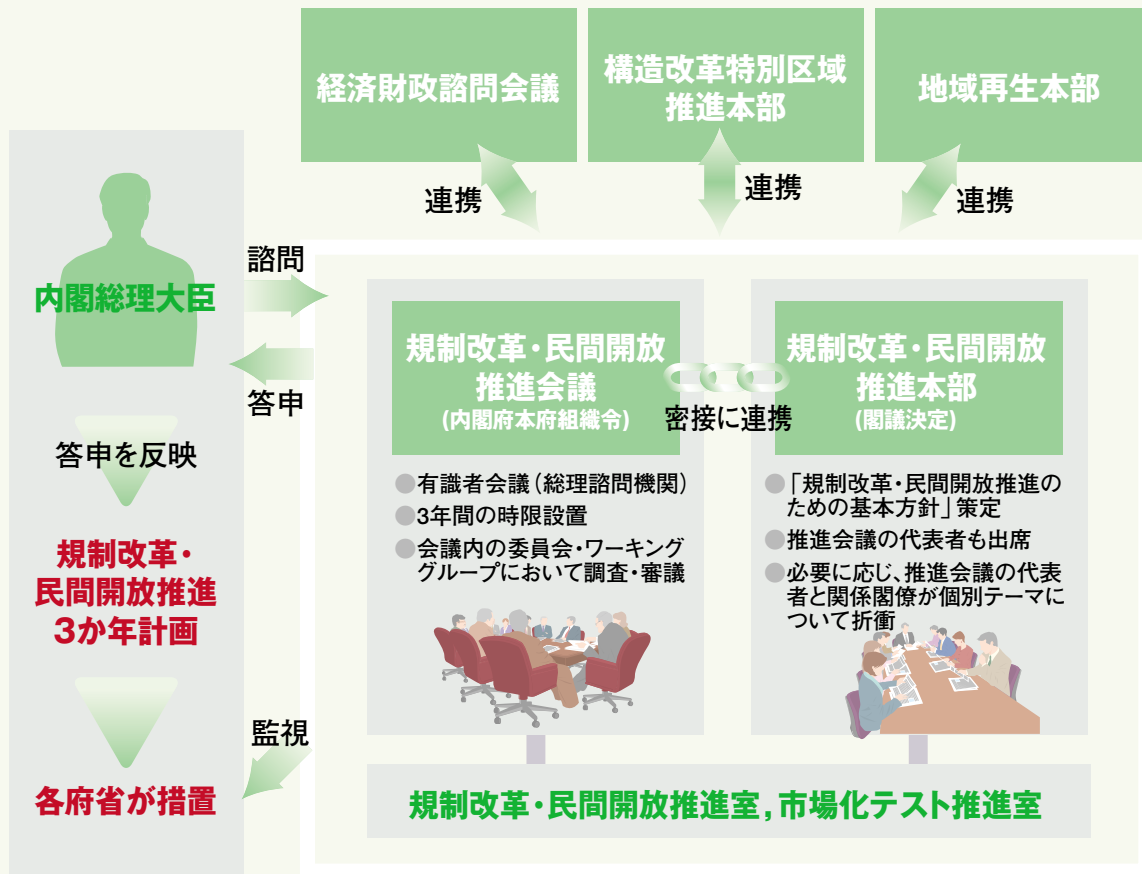 経済財政諮問会議
構造改革特別区域
推進本部
地域再生本部
連携
連携
連携
内閣総理大臣
諮問
答申
答申を反映
規制改革・
民間開放推進
3か年計画
監視
各府省が措置
規制改革・民間開放
推進会議
(内閣府本府組織令)
密接に連携
規制改革・民間開放
推進本部
(閣議決定)
●有識者会議(総理諮問機関)
●3年間の時限設置
●会議内の委員会・ワーキング
グループにおいて調査・審議
●「規制改革・民間開放推進の
ための基本方針」策定
●推進会議の代表者も出席
●必要に応じ、推進会議の代表
者と関係閣僚が個別テーマに
ついて折衝
規制改革・民間開放推進室,市場化テスト推進室